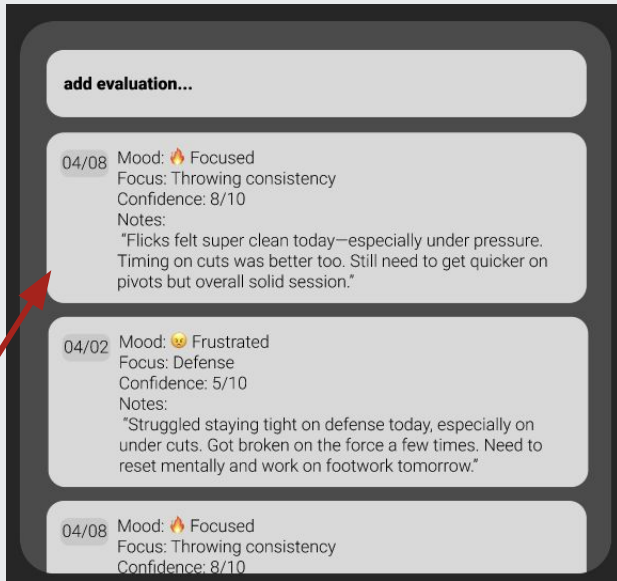 add evaluation...
04/08 Mood: 🔥 Focused
Focus: Throwing consistency
Confidence: 8/10
Notes:
“Flicks felt super clean today—especially under pressure.
Timing on cuts was better too. Still need to get quicker on
pivots but overall solid session.”
04/02 Mood: 😠 Frustrated
Focus: Defense
Confidence: 5/10
Notes:
“Struggled staying tight on defense today, especially on
under cuts. Got broken on the force a few times. Need to
reset mentally and work on footwork tomorrow.”
04/08 Mood: 🔥 Focused
Focus: Throwing consistency
Confidence: 8/10